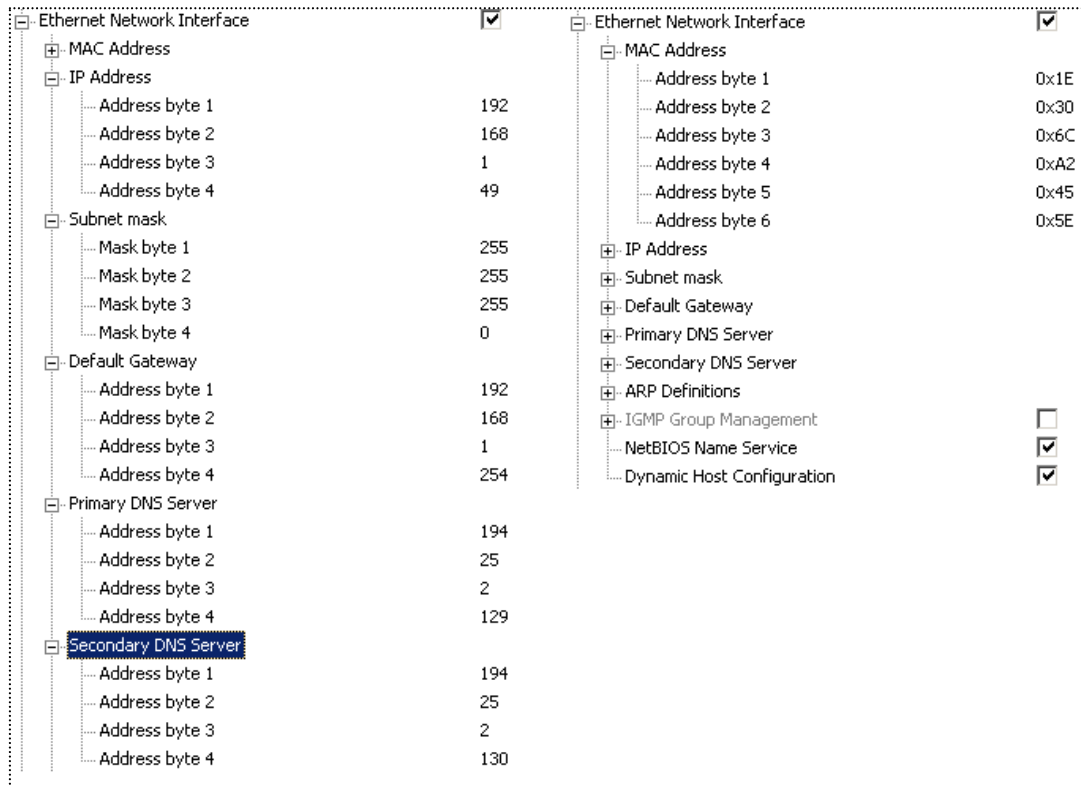 Ethernet Network Interface
MAC Address
IP Address
Address byte 1 192
Address byte 2 168
Address byte 3 1
Address byte 4 49
Subnet mask
Mask byte 1 255
Mask byte 2 255
Mask byte 3 255
Mask byte 4 0
Default Gateway
Address byte 1 192
Address byte 2 168
Address byte 3 1
Address byte 4 254
Primary DNS Server
Address byte 1 194
Address byte 2 25
Address byte 3 2
Address byte 4 129
Secondary DNS Server
Address byte 1 194
Address byte 2 25
Address byte 3 2
Address byte 4 130
Ethernet Network Interface
MAC Address
Address byte 1 0x1E
Address byte 2 0x30
Address byte 3 0x6C
Address byte 4 0xA2
Address byte 5 0x45
Address byte 6 0x5E
IP Address
Subnet mask
Default Gateway
Primary DNS Server
Secondary DNS Server
ARP Definitions
IGMP Group Management
NetBIOS Name Service
Dynamic Host Configuration